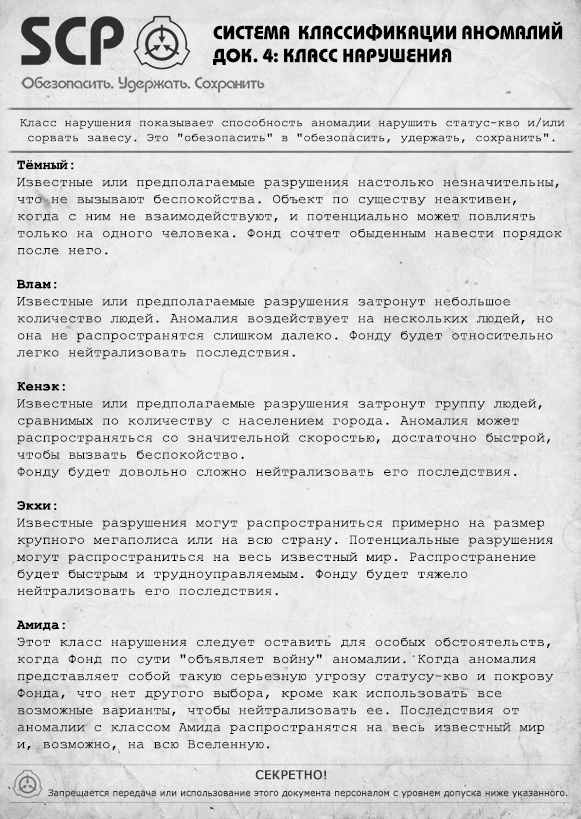 SCP
СИСТЕМА КЛАССИФИКАЦИИ АНОМАЛИЙ
ДОК. 4: КЛАСС НАРУШЕНИЯ
Обезопасить. Удержать. Сохранить
Класс нарушения показывает способность аномалии нарушить статус-кво и/или
сорвать завесу. Это "обезопасить" в "обезопасить, удержать, сохранить".
Тёмный:
Известные или предполагаемые разрушения настолько незначительны,
что не вызывают беспокойства. Объект по существу неактивен,
когда с ним не взаимодействуют, и потенциально может повлиять
только на одного человека. Фонд сочтет обыденным навести порядок
после него.
Влам:
Известные или предполагаемые разрушения затронут небольшое
количество людей. Аномалия воздействует на нескольких людей, но
она не распространятся слишком далеко. Фонду будет относительно
легко нейтрализовать последствия.
Кенэк:
Известные или предполагаемые разрушения затронут группу людей,
сравнимых по количеству с населением города. Аномалия может
распространяться со значительной скоростью, достаточно быстрой,
чтобы вызвать беспокойство.
Фонду будет довольно сложно нейтрализовать его последствия.
Экхи:
Известные разрушения могут распространиться примерно на размер
крупного мегаполиса или на всю страну. Потенциальные разрушения
могут распространиться на весь известный мир. Распространение
будет быстрым и трудноуправляемым. Фонду будет тяжело
нейтрализовать его последствия.
Амида:
Этот класс нарушения следует оставить для особых обстоятельств,
когда Фонд по сути "объявляет войну" аномалии. Когда аномалия
представляет собой такую серьезную угрозу статусу-кво и покрову
Фонда, что нет другого выбора, кроме как использовать все
возможные варианты, чтобы нейтрализовать ее. Последствия от
аномалии с классом Амида распространятся на весь известный мир
и, возможно, на всю Вселенную.
СЕКРЕТНО!
Запрещается передача или использование этого документа персоналом с уровнем допуска ниже указанного.